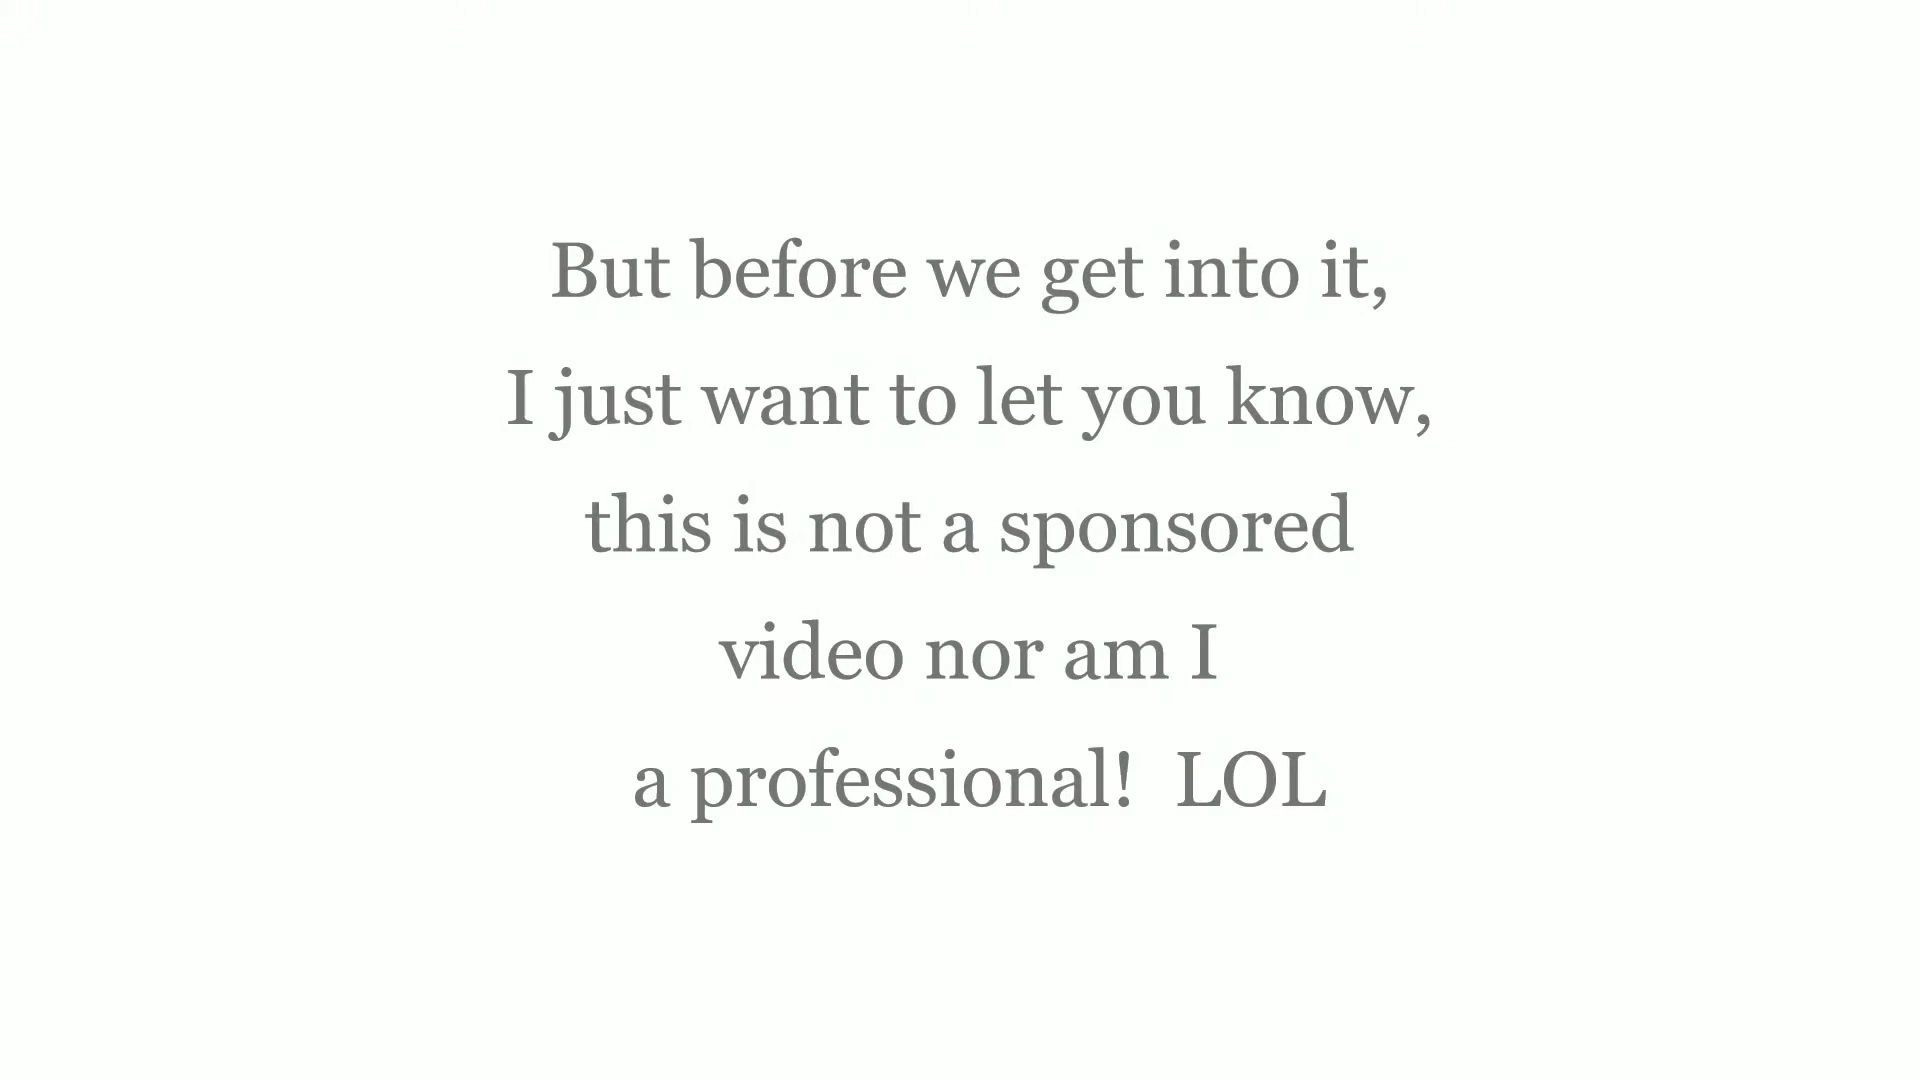 But before we get into it,
I just want to let you know,
this is not a sponsored
video nor am I
a professional!  LOL